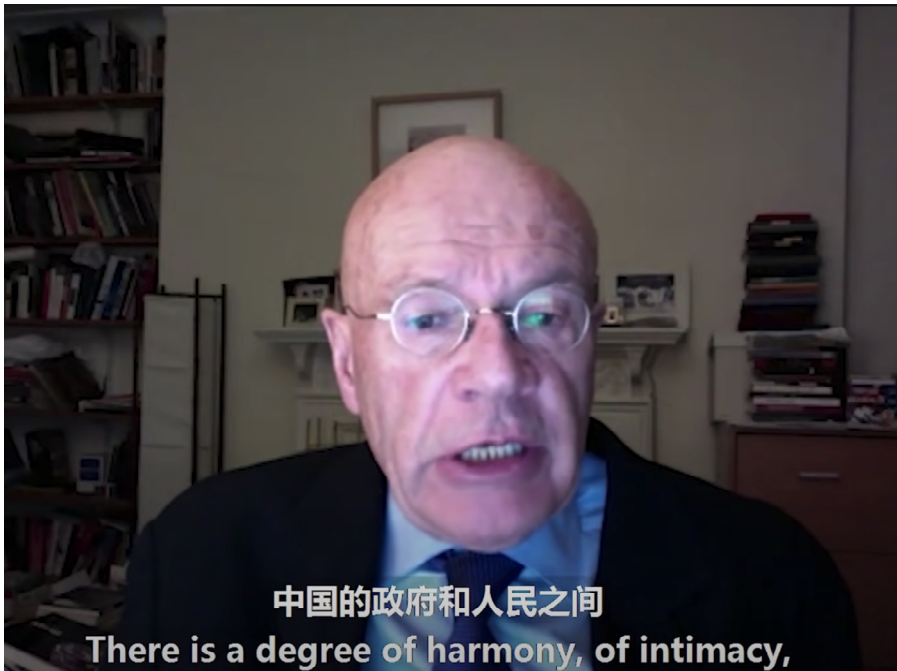 中国的政府和人民之间
There is a degree of harmony, of intimacy,